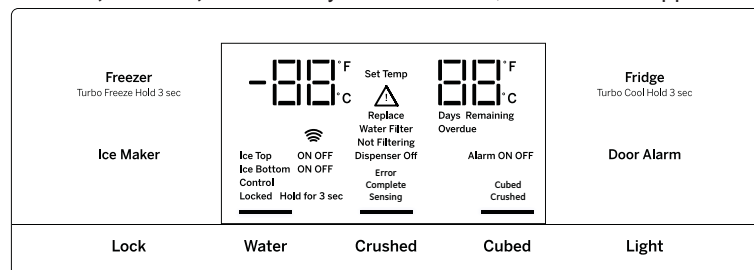 Freezer
Turbo Freeze Hold 3 sec
Ice Maker
-88 °F °C
Set Temp
88 °F °C
Replace
Water Filter
Not Filtering
Dispenser Off
Days Remaining
Overdue
Ice Top ON OFF
Ice Bottom ON OFF
Control
Locked Hold for 3 sec
Error
Complete
Sensing
Alarm ON OFF
Cubed
Crushed
Fridge
Turbo Cool Hold 3 sec
Door Alarm
Lock Water Crushed Cubed Light